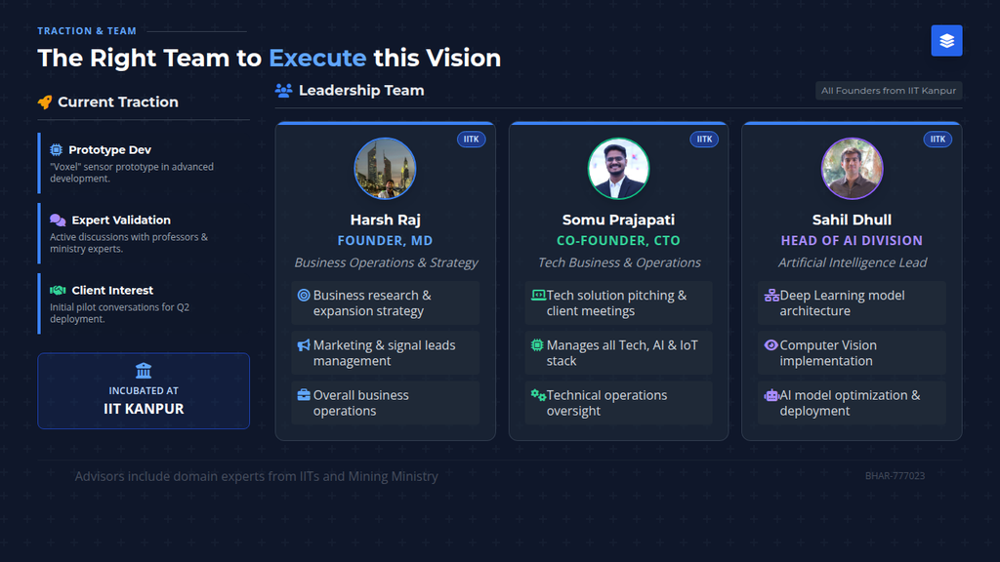 TRACTION & TEAM
The Right Team to Execute this Vision
Current Traction
Prototype Dev
"Voxel" sensor prototype in advanced
development.
Expert Validation
Active discussions with professors &
ministry experts.
Client Interest
Initial pilot conversations for Q2
deployment.
INCUBATED AT
IIT KANPUR
Leadership Team
All Founders from IIT Kanpur
IITK
Harsh Raj
FOUNDER, MD
Business Operations & Strategy
Business research &
expansion strategy
Marketing & signal leads
management
Overall business
operations
IITK
Somu Prajapati
CO-FOUNDER, CTO
Tech Business & Operations
Tech solution pitching &
client meetings
Manages all Tech, AI & IoT
stack
Technical operations
oversight
IITK
Sahil Dhull
HEAD OF AI DIVISION
Artificial Intelligence Lead
Deep Learning model
architecture
Computer Vision
implementation
AI model optimization &
deployment
Advisors include domain experts from IITs and Mining Ministry
BHAR-777023